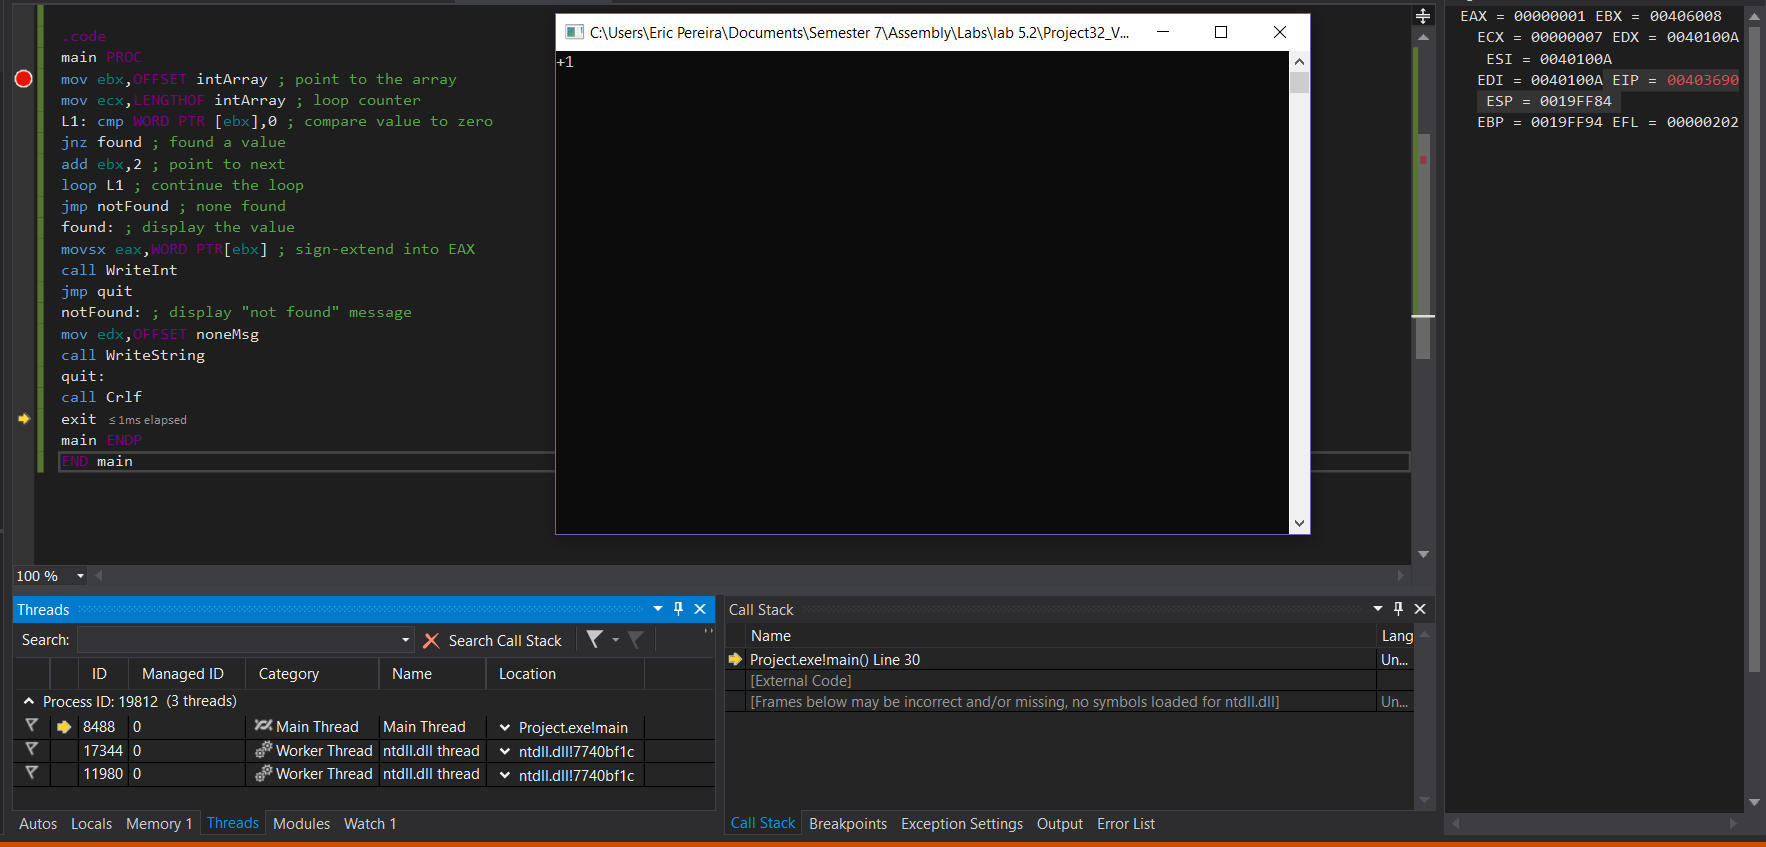 .code
main PROC
mov ebx,OFFSET intArray ; point to the array
mov ecx,LENGTHOF intArray ; loop counter
L1: cmp WORD PTR [ebx],0 ; compare value to zero
jnz found ; found a value
add ebx,2 ; point to next
loop L1 ; continue the loop
jmp notFound ; none found
found: ; display the value
movsx eax,WORD PTR[ebx] ; sign-extend into EAX
call WriteInt
jmp quit
notFound: ; display "not found" message
mov edx,OFFSET noneMsg
call WriteString
quit:
call Crlf
exit ≤ 1ms elapsed
main ENDP
END main
C:\Users\Eric Pereira\Documents\Semester 7\Assembly\Labs\lab 5.2\Project32_V...
+1
EAX = 00000001 EBX = 00406008
ECX = 00000007 EDX = 0040100A
ESI = 0040100A
EDI = 0040100A EIP = 00403690
ESP = 0019FF84
EBP = 0019FF94 EFL = 00000202
100 %
Threads
Search: Search Call Stack
ID Managed ID Category Name Location
Process ID: 19812 (3 threads)
8488 0 Main Thread Main Thread Project.exe!main
17344 0 Worker Thread ntdll.dll thread ntdll.dll!7740bf1c
11980 0 Worker Thread ntdll.dll thread ntdll.dll!7740bf1c
Autos Locals Memory 1 Threads Modules Watch 1
Call Stack
Name Lang
Project.exe!main() Line 30 Un...
[External Code]
[Frames below may be incorrect and/or missing, no symbols loaded for ntdll.dll] Un...
Call Stack Breakpoints Exception Settings Output Error List